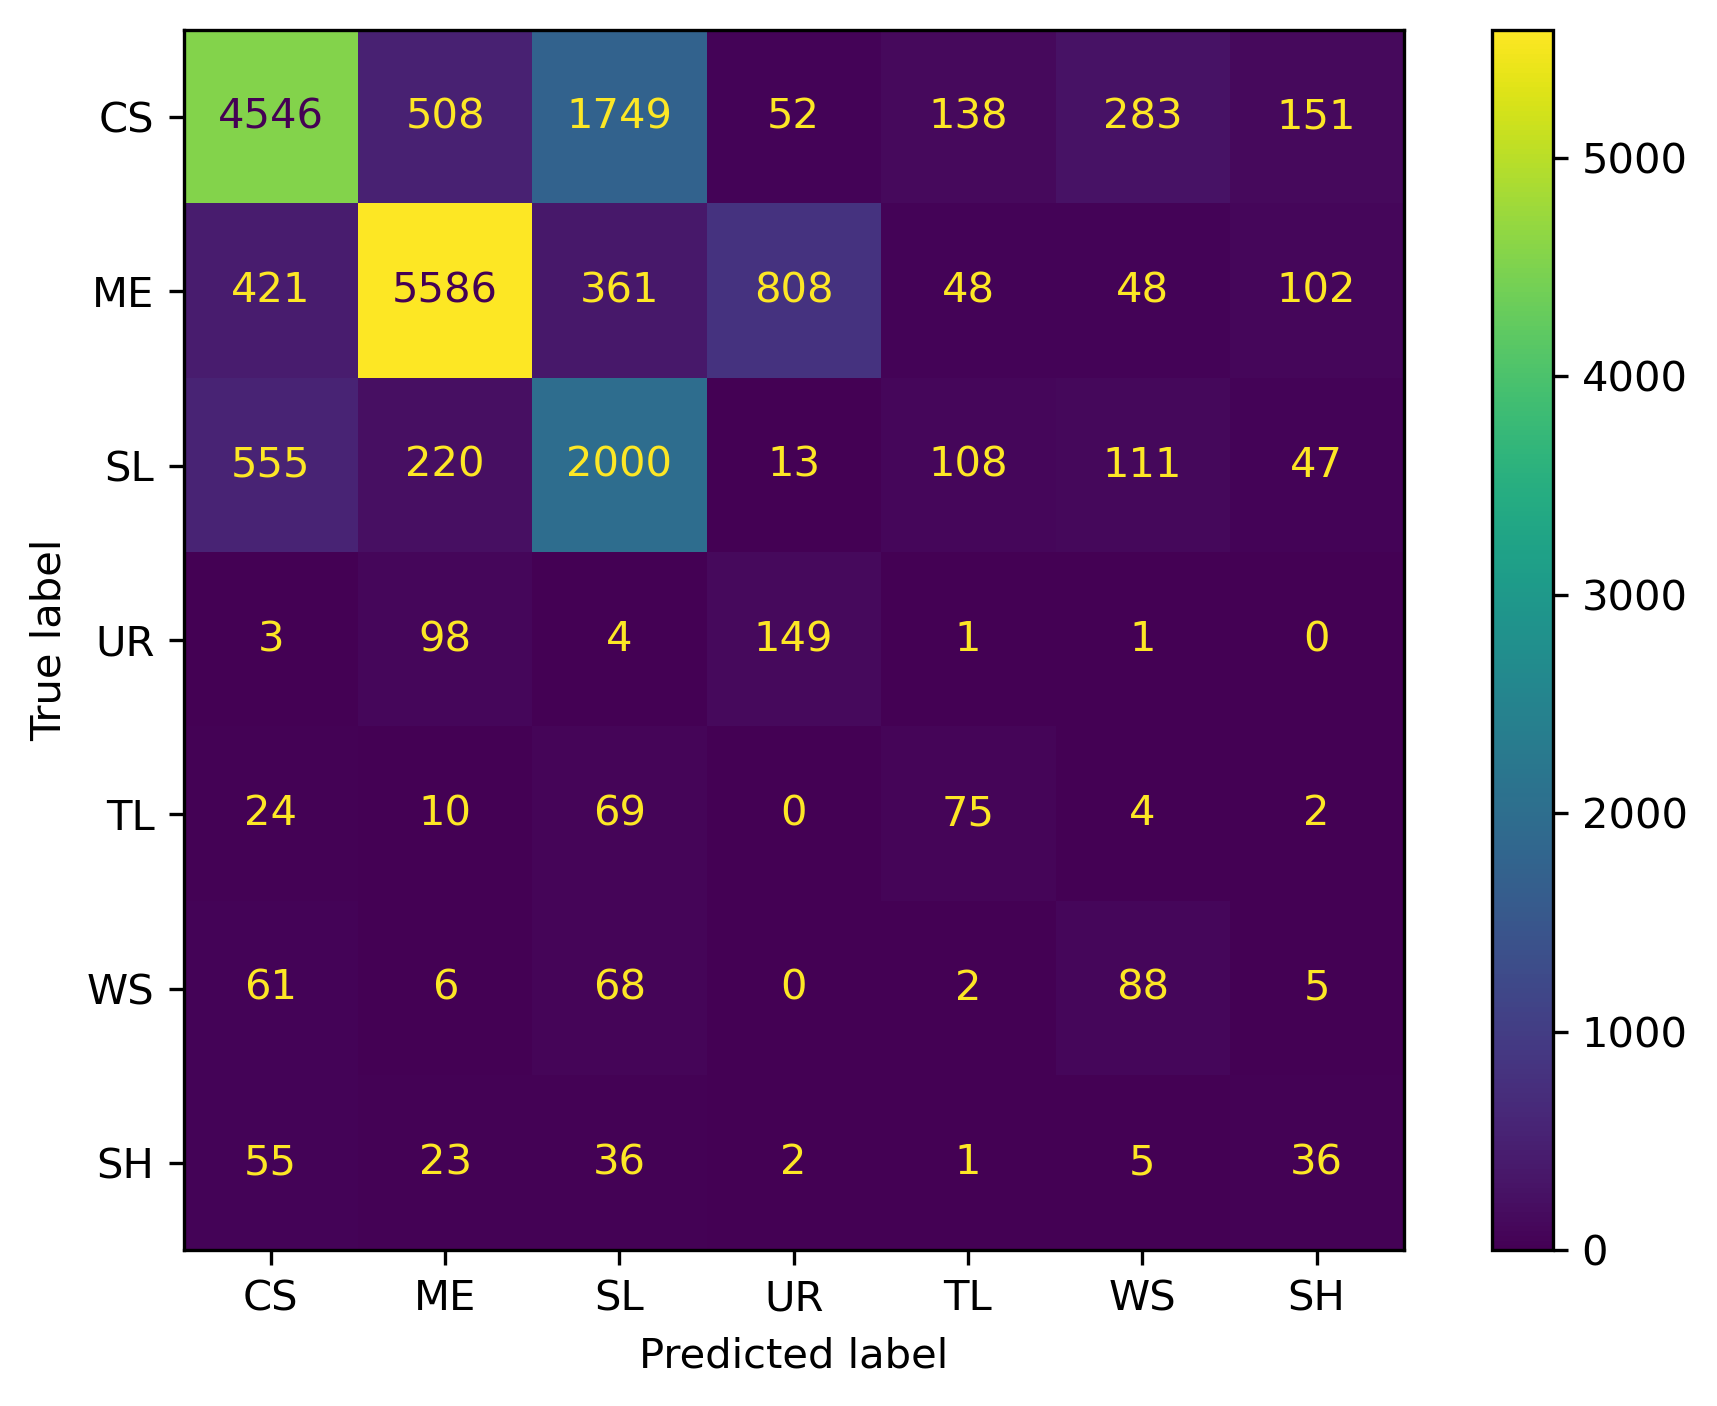 CS 4546 508 1749 52 138 283 151
ME 421 5586 361 808 48 48 102
SL 555 220 2000 13 108 111 47
UR 3 98 4 149 1 1 0
TL 24 10 69 0 75 4 2
WS 61 6 68 0 2 88 5
SH 55 23 36 2 1 5 36
CS ME SL UR TL WS SH
Predicted label
True label
5000
4000
3000
2000
1000
0